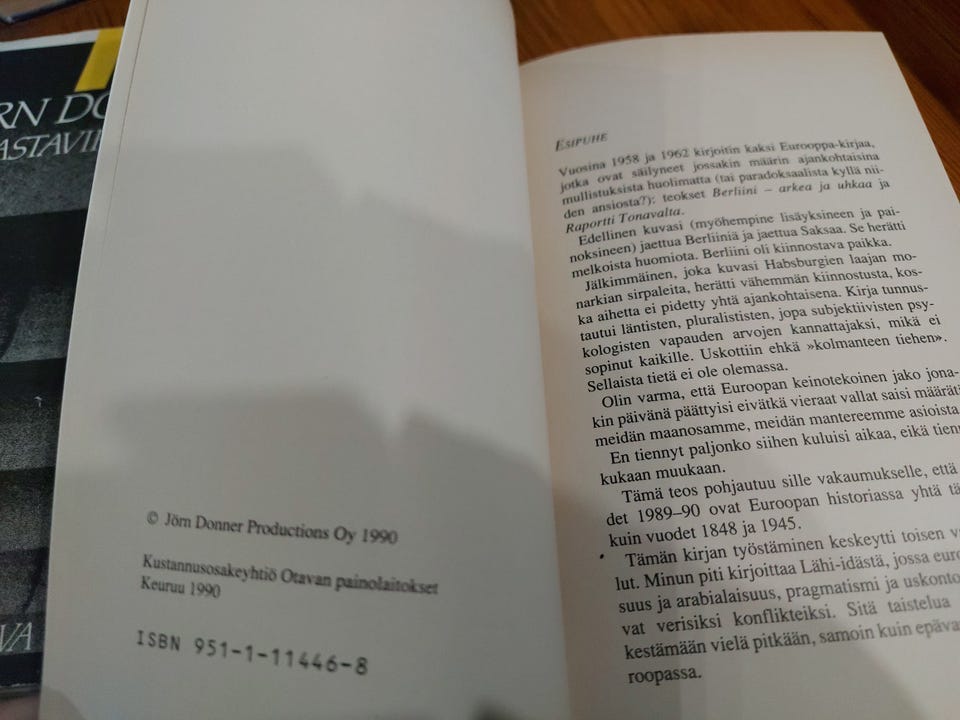 RN DO
ASTAVII
VA
© Jörn Donner Productions Oy 1990
Kustannusosakeyhtiö Otavan painolaitokset
Keuruu 1990
ISBN 951-1-11446-8
ESIPUHE
Vuosina 1958 ja 1962 kirjoitin kaksi Eurooppa-kirjaa,
jotka ovat säilyneet jossakin määrin ajankohtaisina
mullistuksista huolimatta (tai paradoksaalista kyllä nii-
den ansiosta?): teokset Berliini – arkea ja uhkaa ja
Raportti Tonavalta.
Edellinen kuvasi (myöhempine lisäyksineen ja pai-
noksineen) jaettua Berliiniä ja jaettua Saksaa. Se herätti
melkoista huomiota. Berliini oli kiinnostava paikka.
Jälkimmäinen, joka kuvasi Habsburgien laajan mo-
narkian sirpaleita, herätti vähemmän kiinnostusta, kos-
ka aihetta ei pidetty yhtä ajankohtaisena. Kirja tunnus-
tautui läntisten, pluralististen, jopa subjektiivisten psy-
kologisten vapauden arvojen kannattajaksi, mikä ei
sopinut kaikille. Uskottiin ehkä »kolmanteen tiehen».
Sellaista tietä ei ole olemassa.
Olin varma, että Euroopan keinotekoinen jako jona-
kin päivänä päättyisi eivätkä vieraat vallat saisi määrätä
meidän maanosamme, meidän mantereemme asioista.
En tiennyt paljonko siihen kuluisi aikaa, eikä tien
kukaan muukaan.
Tämä teos pohjautuu sille vakaumukselle, että
det 1989–90 ovat Euroopan historiassa yhtä tä
kuin vuodet 1848 ja 1945.
Tämän kirjan työstäminen keskeytti toisen v
lut. Minun piti kirjoittaa Lähi-idästä, jossa euro
suus ja arabialaisuus, pragmatismi ja uskonto
vat verisiksi konflikteiksi. Sitä taistelua
kestämään vielä pitkään, samoin kuin epäva
roopassa.